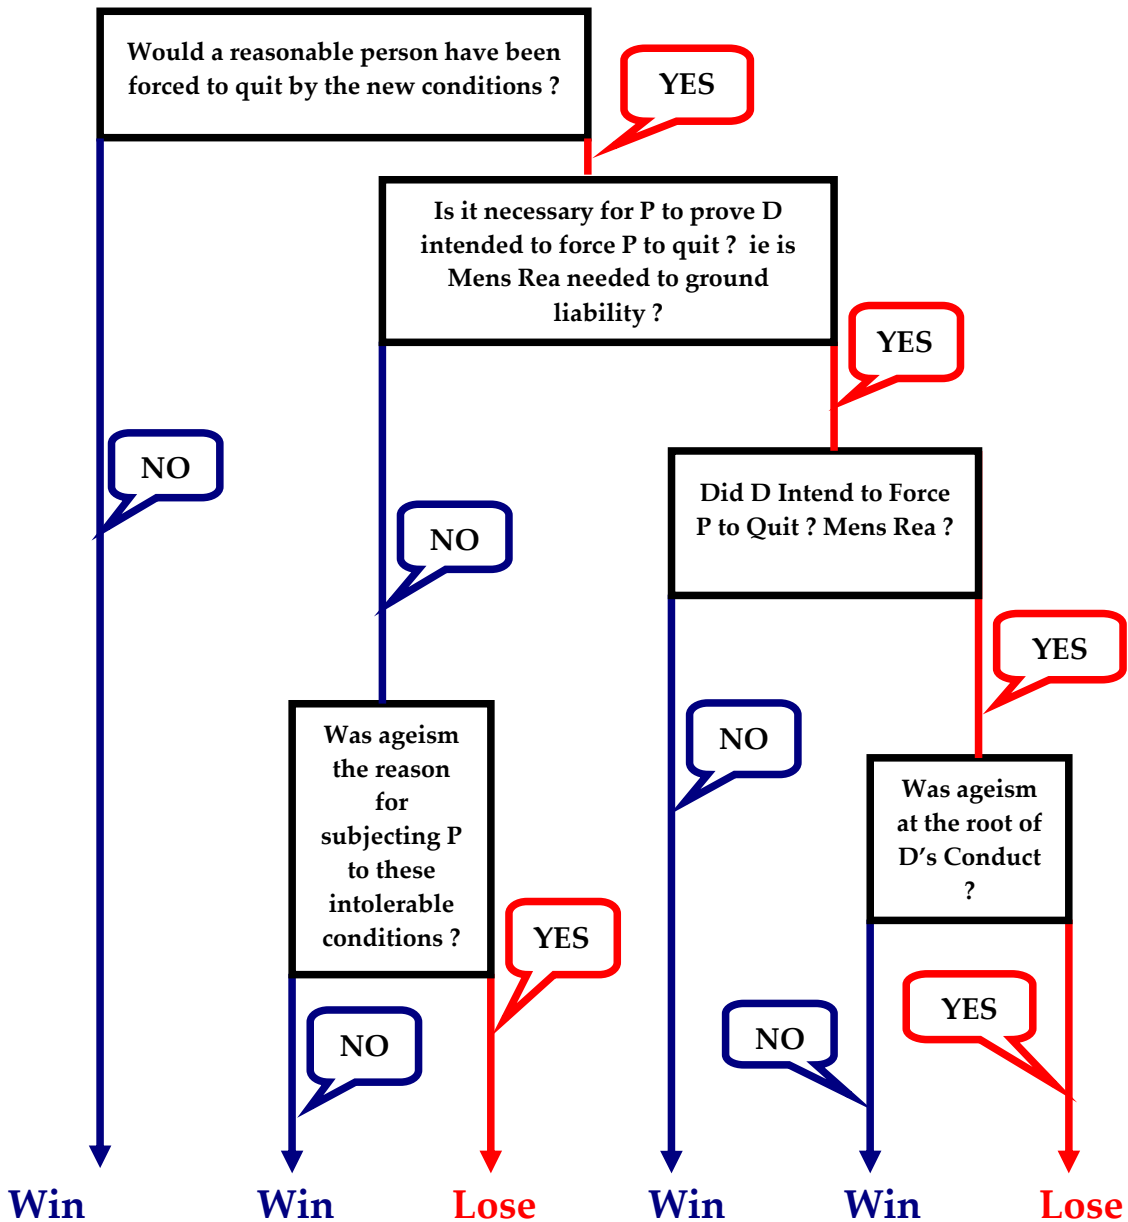 Would a reasonable person have been
forced to quit by the new conditions ?
YES
Is it necessary for P to prove D
intended to force P to quit ?  ie is
Mens Rea needed to ground
liability ?
YES
NO
Did D Intend to Force
P to Quit ? Mens Rea ?
NO
YES
NO
Was ageism
the reason
for
subjecting P
to these
intolerable
conditions ?
Was ageism
at the root of
D’s Conduct
?
YES
YES
NO
NO
Win
Win
Lose
Win
Win
Lose